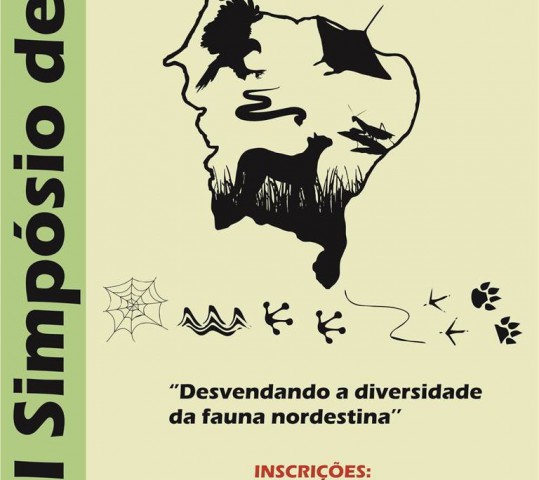 I Simpósio de
"Desvendando a diversidade
da fauna nordestina"
INSCRIÇÕES: